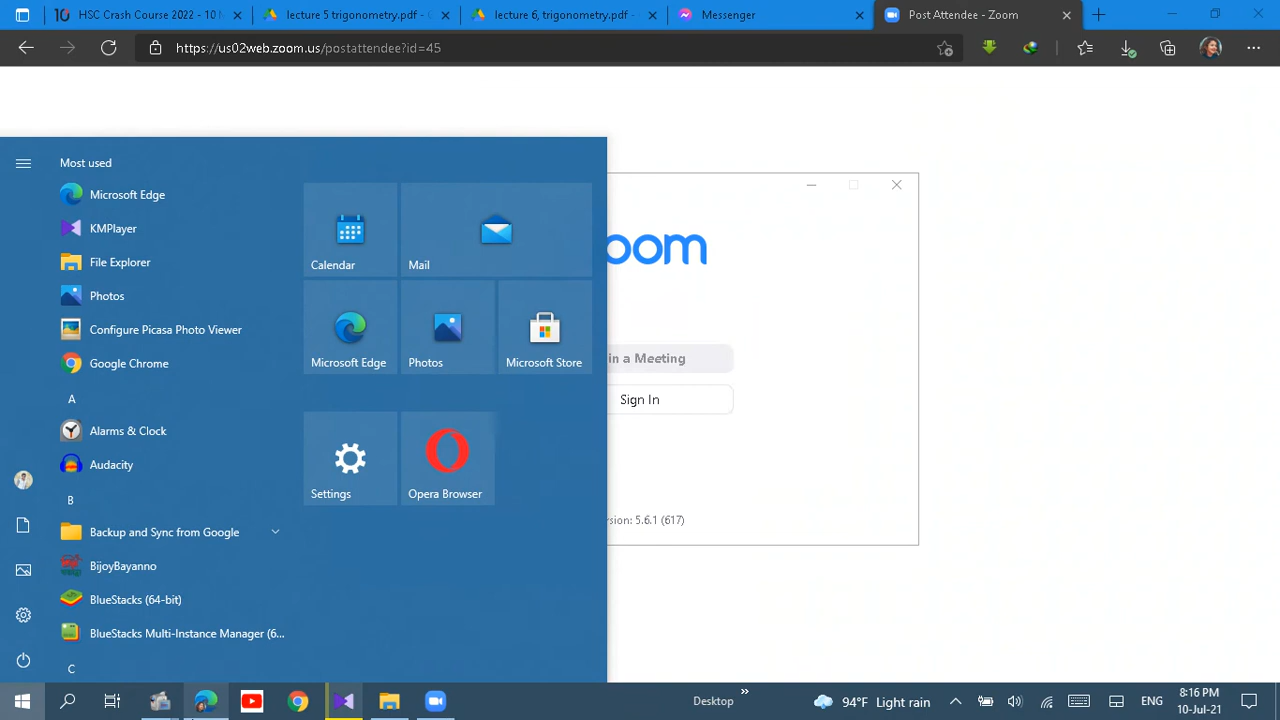 HSC Crash Course 2022 - 10 M
lecture 5 trigonometry.pdf -
lecture 6, trigonometry.pdf -
Messenger
Post Attendee - Zoom
https://us02web.zoom.us/postattendee?id=45
Most used
Microsoft Edge
KMPlayer
File Explorer
Photos
Configure Picasa Photo Viewer
Google Chrome
A
Alarms & Clock
Audacity
B
Backup and Sync from Google
BijoyBayanno
BlueStacks (64-bit)
BlueStacks Multi-Instance Manager (6...
C
Calendar
Mail
Microsoft Edge
Photos
Microsoft Store
Settings
Opera Browser
oom
in a Meeting
Sign In
rsion: 5.6.1 (617)
Desktop
94°F Light rain
ENG
8:16 PM
10-Jul-21